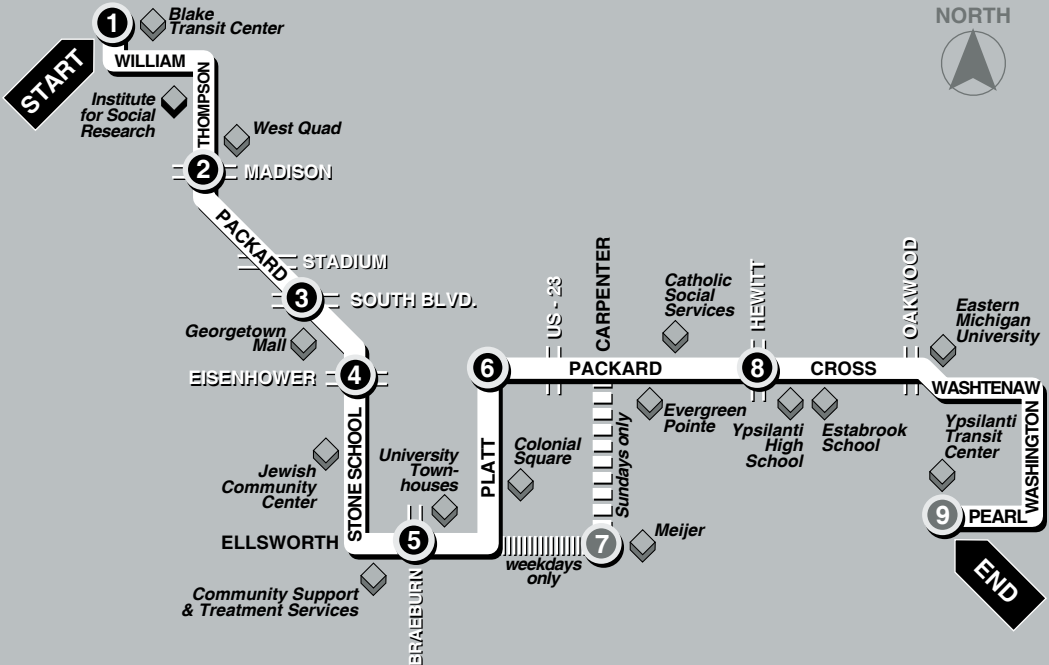 NORTH
1
Blake
Transit Center
START
WILLIAM
THOMPSON
Institute
for Social
Research
West Quad
2
MADISON
PACKARD
STADIUM
3
SOUTH BLVD.
Georgetown
Mall
EISENHOWER
4
STONE SCHOOL
Jewish
Community
Center
University
Town-
houses
ELLSWORTH
5
BRAEBURN
Community Support
& Treatment Services
PLATT
6
Colonial
Square
weekdays
only
7
Meijer
Sundays only
US - 23
CARPENTER
PACKARD
Catholic
Social
Services
Evergreen
Pointe
HEWITT
8
CROSS
Ypsilanti
High
School
Estabrook
School
OAKWOOD
Eastern
Michigan
University
WASHTENAW
WASHINGTON
Ypsilanti
Transit
Center
9
PEARL
END